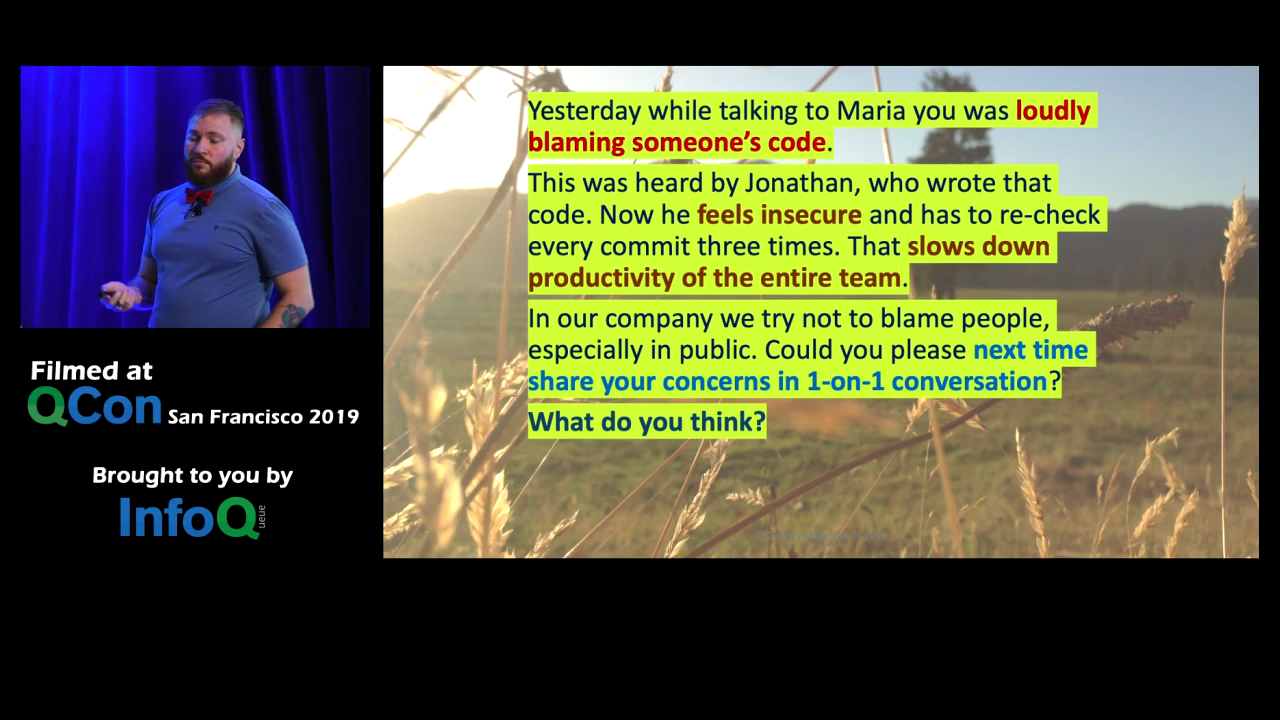 Yesterday while talking to Maria you was loudly
blaming someone’s code.
This was heard by Jonathan, who wrote that
code. Now he feels insecure and has to re-check
every commit three times. That slows down
productivity of the entire team.
In our company we try not to blame people,
especially in public. Could you please next time
share your concerns in 1-on-1 conversation?
What do you think?
Filmed at
QCon San Francisco 2019
Brought to you by
InfoQueue